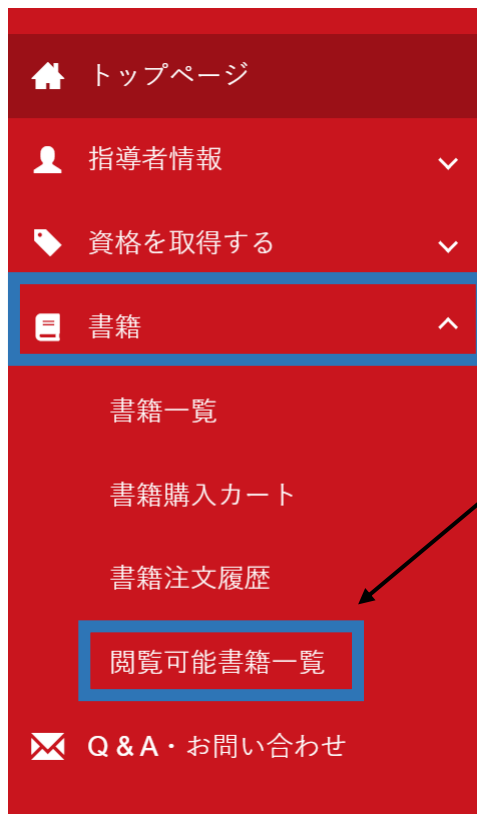 トップページ
指導者情報
資格を取得する
書籍
書籍一覧
書籍購入カート
書籍注文履歴
閲覧可能書籍一覧
Q & A・お問い合わせ